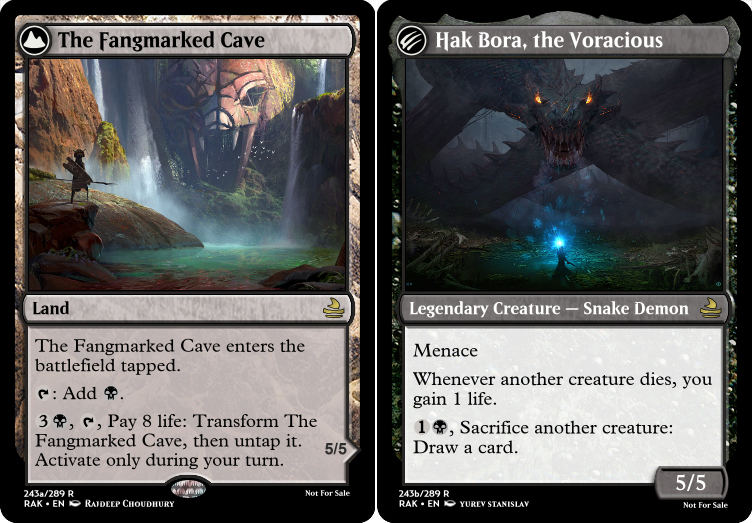 The Fangmarked Cave
Land
The Fangmarked Cave enters the
battlefield tapped.
: Add .
3 , , Pay 8 life: Transform The
Fangmarked Cave, then untap it.
Activate only during your turn.
5/5
243a/289 R
RAK • EN RAJDEEP CHOUDHURY
Not For Sale
Hak Bora, the Voracious
Legendary Creature — Snake Demon
Menace
Whenever another creature dies, you
gain 1 life.
1 , Sacrifice another creature:
Draw a card.
5/5
243b/289 R
RAK • EN YUREV STANISLAV
Not For Sale